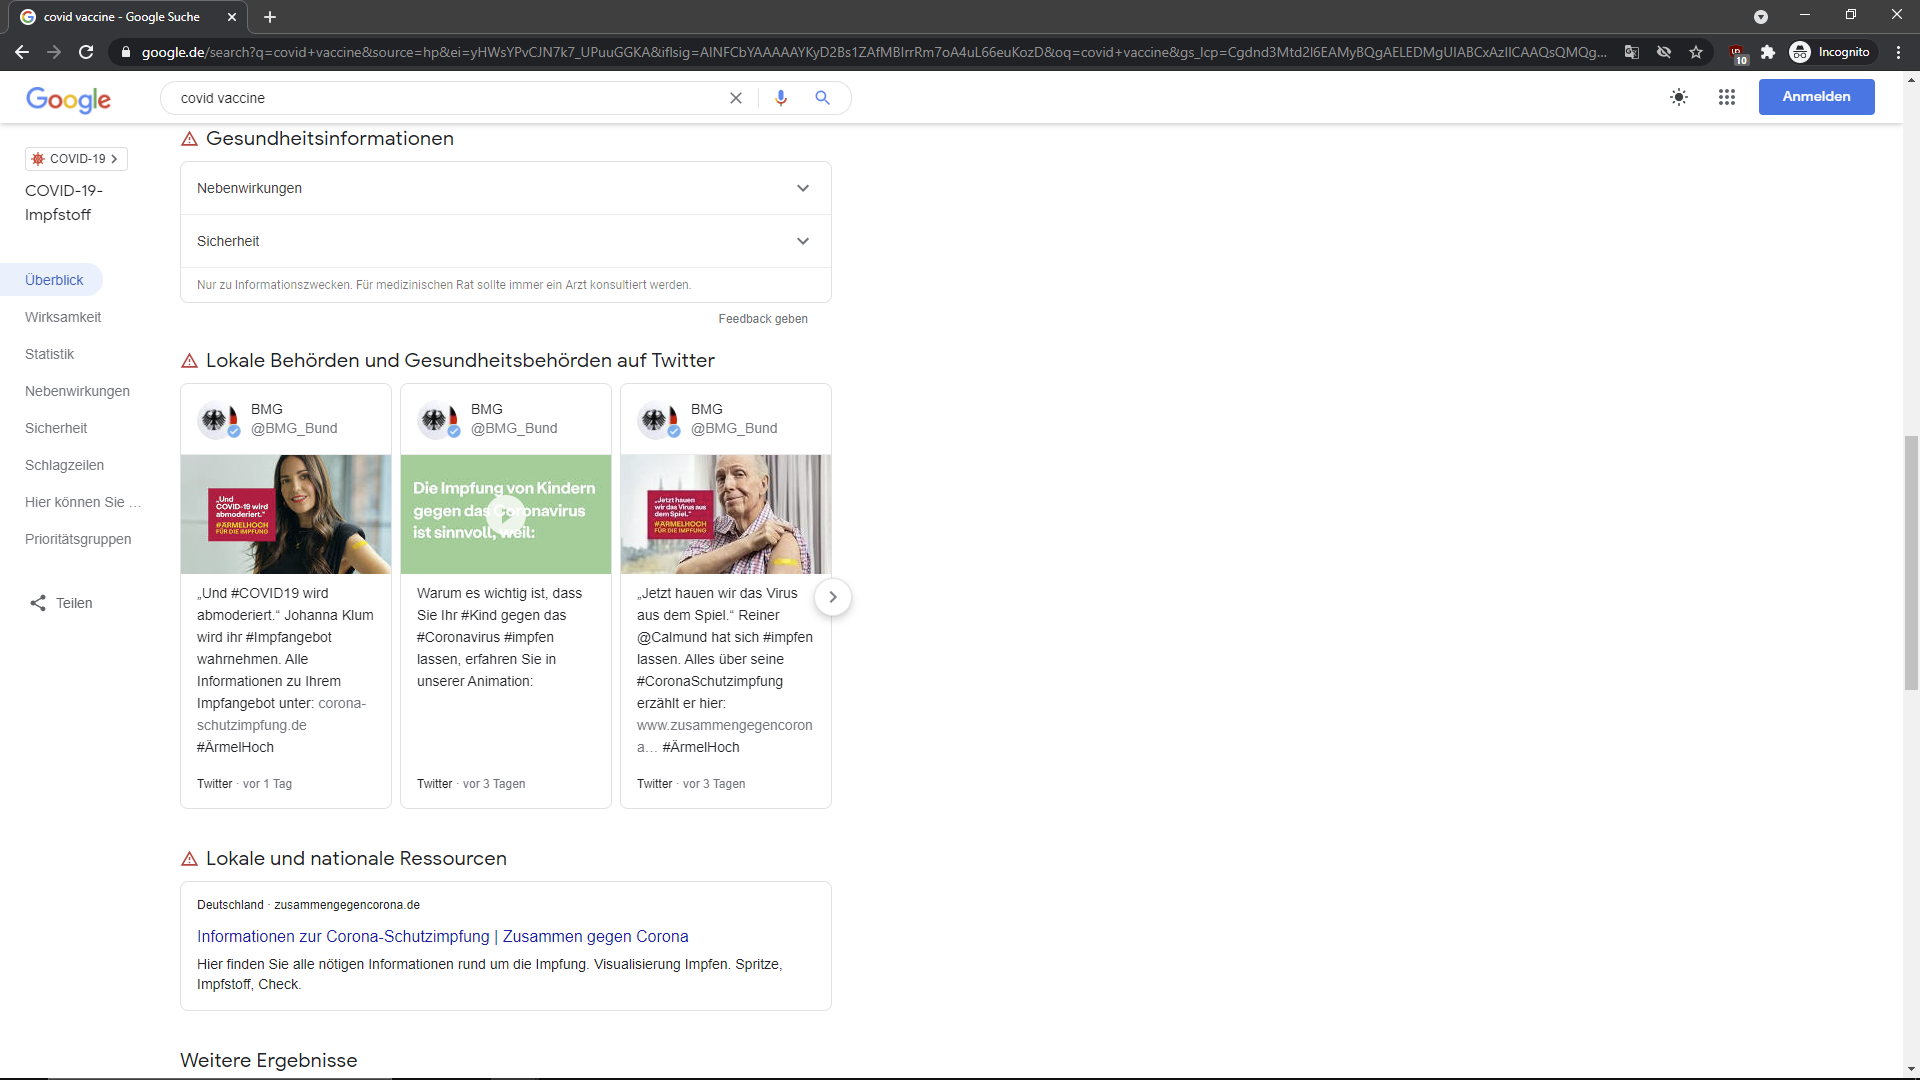 covid vaccine - Google Suche
google.de/search?q=covid+vaccine&source=hp&ei=yHWsYPvCJN7k7_UPuuGGKA&iflsig=AINFCbYAAAAAYKyD2Bs1ZAfMBIrrRm7oA4uL66euKozD&oq=covid+vaccine&gs_lcp=Cgdnd3Mtd2l6EAMyBQgAELEDMgUIABCxAzIICAAQsQMQg...
10
Incognito
Google
covid vaccine
Anmelden
COVID-19
COVID-19-
Impfstoff
Überblick
Wirksamkeit
Statistik
Nebenwirkungen
Sicherheit
Schlagzeilen
Hier können Sie ...
Prioritätsgruppen
Teilen
Gesundheitsinformationen
Nebenwirkungen
Sicherheit
Nur zu Informationszwecken. Für medizinischen Rat sollte immer ein Arzt konsultiert werden.
Feedback geben
Lokale Behörden und Gesundheitsbehörden auf Twitter
BMG
@BMG_Bund
„Und
COVID-19 wird
abmoderiert.“
#ÄRMELHOCH
FÜR DIE IMPFUNG
„Und #COVID19 wird
abmoderiert.“ Johanna Klum
wird ihr #Impfangebot
wahrnehmen. Alle
Informationen zu Ihrem
Impfangebot unter: corona-
schutzimpfung.de
#ÄrmelHoch
Twitter · vor 1 Tag
BMG
@BMG_Bund
Die Impfung von Kindern
gegen das Coronavirus
ist sinnvoll, weil:
Warum es wichtig ist, dass
Sie Ihr #Kind gegen das
#Coronavirus #impfen
lassen, erfahren Sie in
unserer Animation:
Twitter · vor 3 Tagen
BMG
@BMG_Bund
„Jetzt hauen
wir das Virus aus
dem Spiel.“
#ÄRMELHOCH
FÜR DIE IMPFUNG
„Jetzt hauen wir das Virus
aus dem Spiel.“ Reiner
@Calmund hat sich #impfen
lassen. Alles über seine
#CoronaSchutzimpfung
erzählt er hier:
www.zusammengegencoron
a… #ÄrmelHoch
Twitter · vor 3 Tagen
Lokale und nationale Ressourcen
Deutschland · zusammengegencorona.de
Informationen zur Corona-Schutzimpfung | Zusammen gegen Corona
Hier finden Sie alle nötigen Informationen rund um die Impfung. Visualisierung Impfen. Spritze,
Impfstoff, Check.
Weitere Ergebnisse